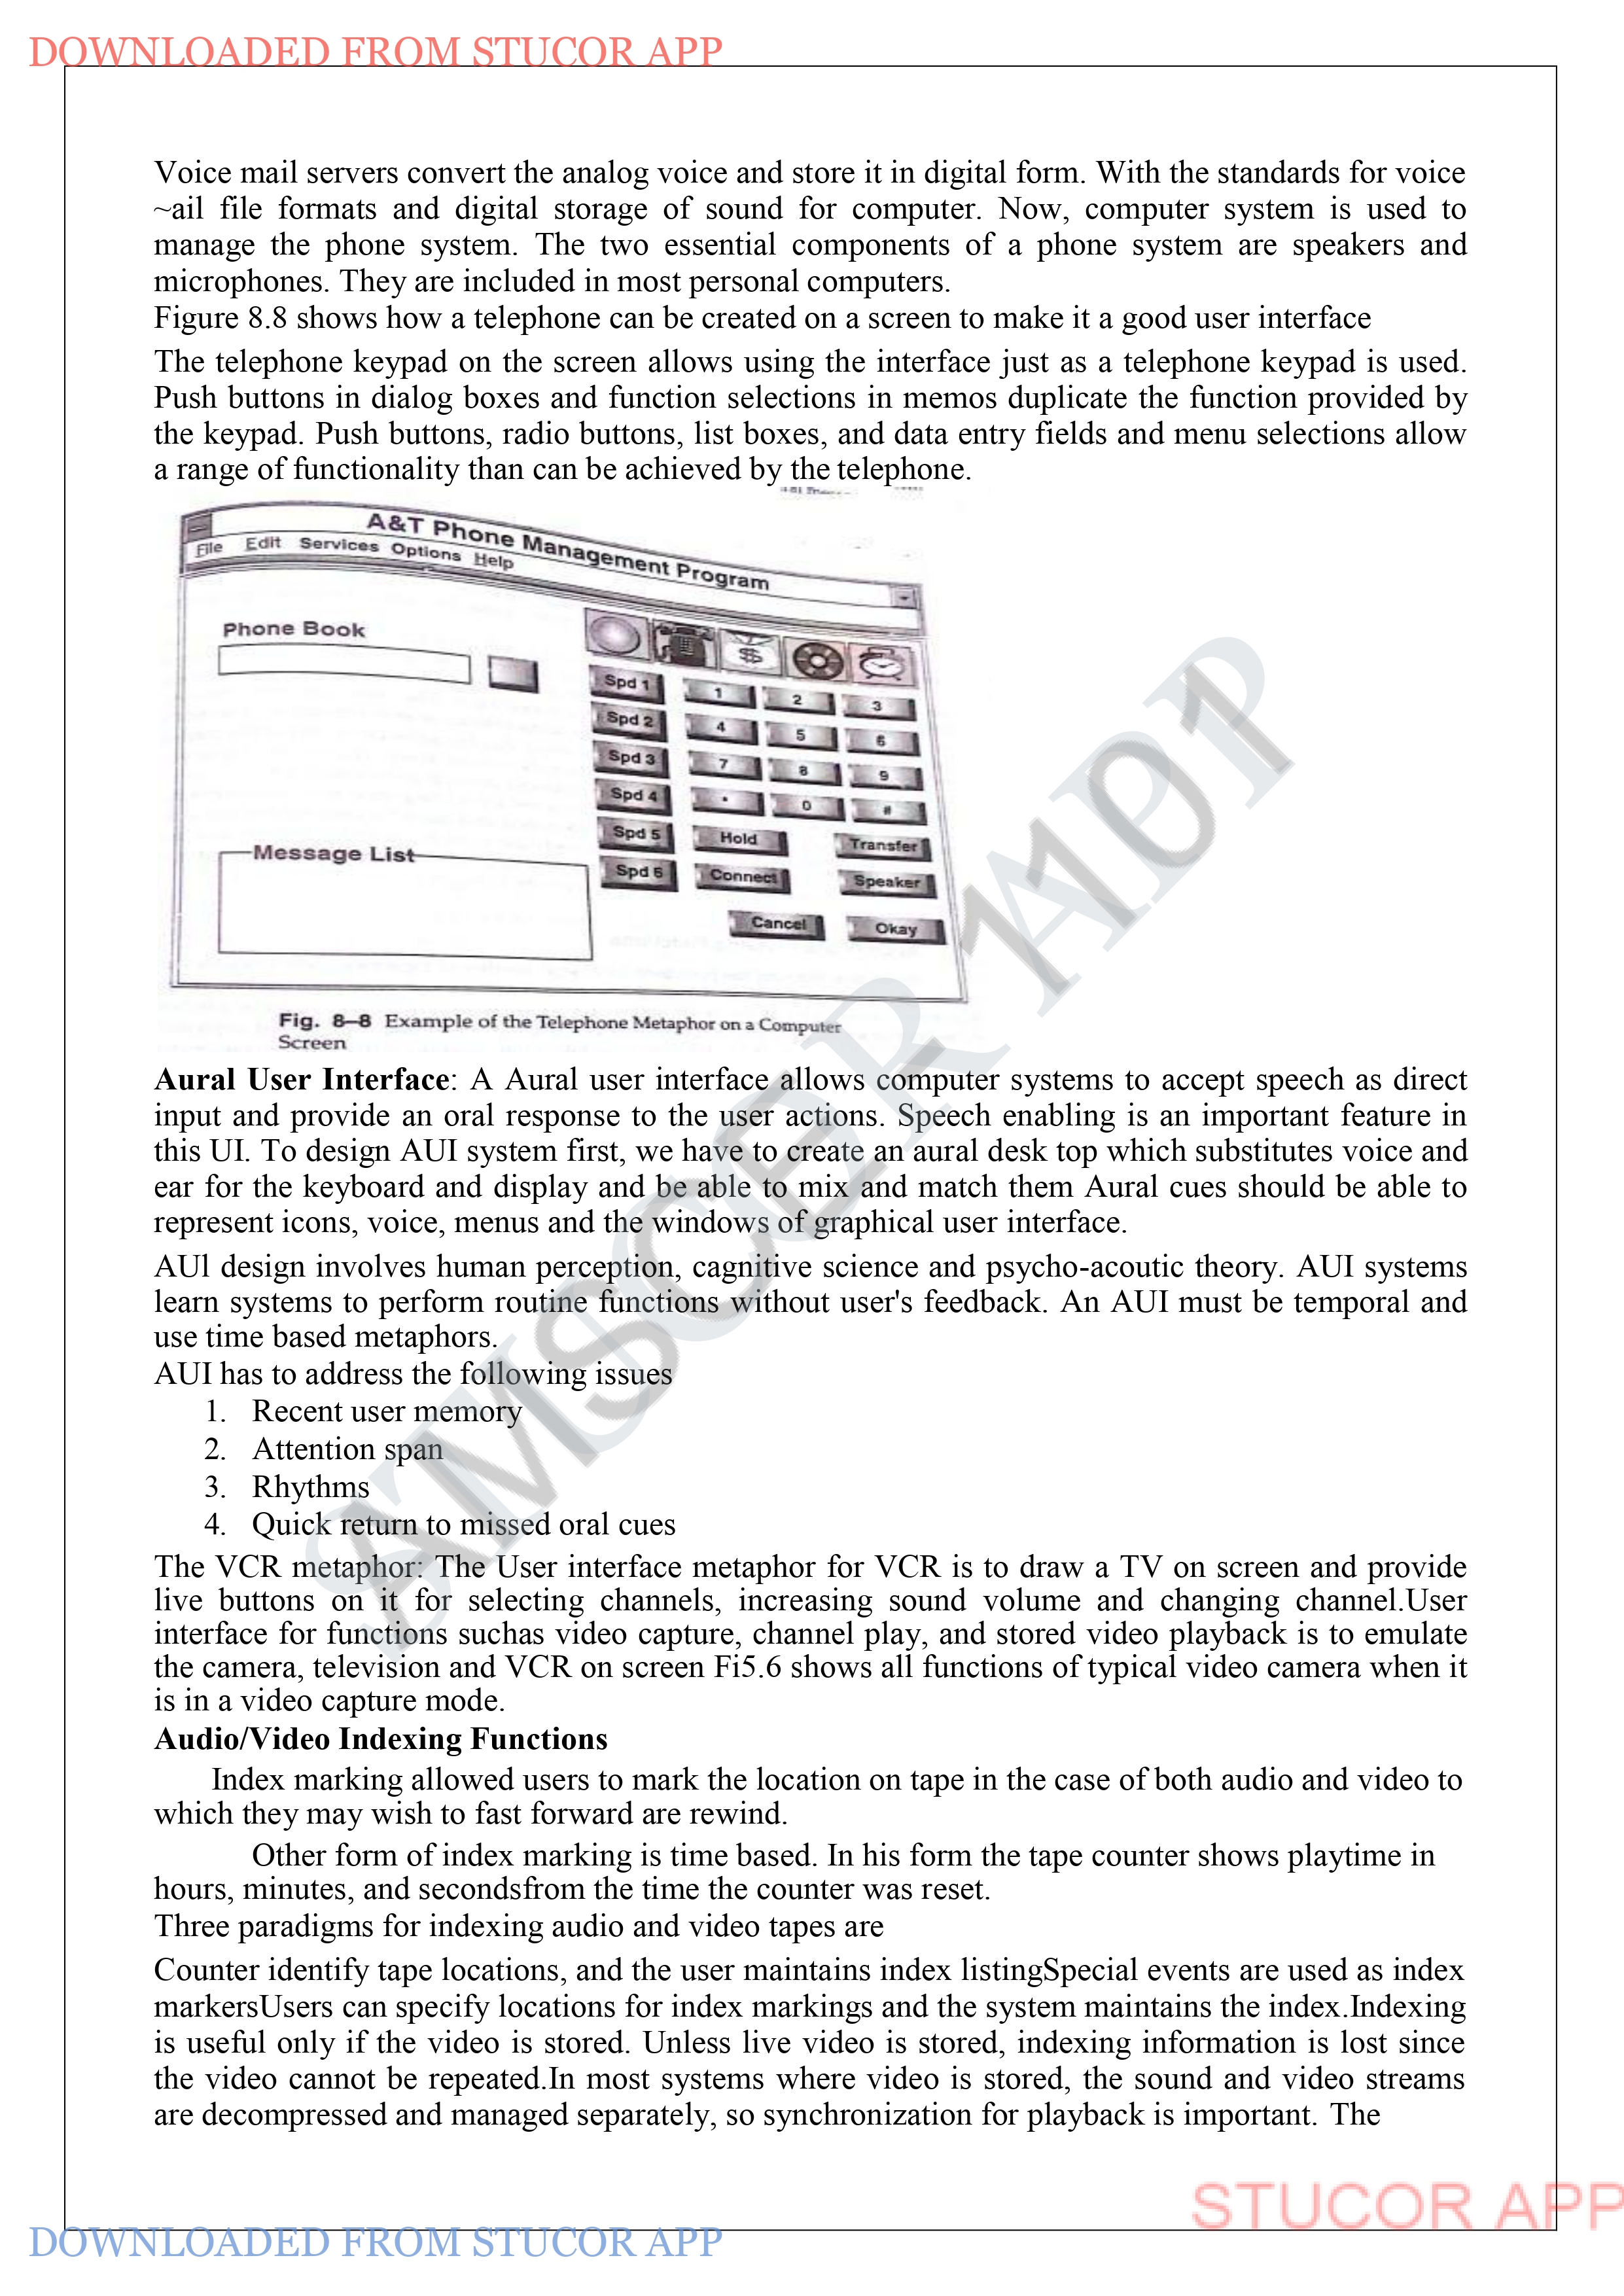 DOWNLOADED FROM STUCOR APP
Voice mail servers convert the analog voice and store it in digital form. With the standards for voice
~ail file formats and digital storage of sound for computer. Now, computer system is used to
manage the phone system. The two essential components of a phone system are speakers and
microphones. They are included in most personal computers.
Figure 8.8 shows how a telephone can be created on a screen to make it a good user interface
The telephone keypad on the screen allows using the interface just as a telephone keypad is used.
Push buttons in dialog boxes and function selections in memos duplicate the function provided by
the keypad. Push buttons, radio buttons, list boxes, and data entry fields and menu selections allow
a range of functionality than can be achieved by the telephone.
A&T Phone Management Program
File Edit Services Options Help
Phone Book
$
Spd 1 1 2 3
Spd 2 4 5 6
Spd 3 7 8 9
Spd 4 0 #
Spd 5 Hold Transfer
Message List
Spd 6 Connect Speaker
Cancel Okay
Fig. 8–8 Example of the Telephone Metaphor on a Computer
Screen
Aural User Interface: A Aural user interface allows computer systems to accept speech as direct
input and provide an oral response to the user actions. Speech enabling is an important feature in
this UI. To design AUI system first, we have to create an aural desk top which substitutes voice and
ear for the keyboard and display and be able to mix and match them Aural cues should be able to
represent icons, voice, menus and the windows of graphical user interface.
AUl design involves human perception, cagnitive science and psycho-acoutic theory. AUI systems
learn systems to perform routine functions without user's feedback. An AUI must be temporal and
use time based metaphors.
AUI has to address the following issues
1. Recent user memory
2. Attention span
3. Rhythms
4. Quick return to missed oral cues
The VCR metaphor: The User interface metaphor for VCR is to draw a TV on screen and provide
live buttons on it for selecting channels, increasing sound volume and changing channel.User
interface for functions suchas video capture, channel play, and stored video playback is to emulate
the camera, television and VCR on screen Fi5.6 shows all functions of typical video camera when it
is in a video capture mode.
Audio/Video Indexing Functions
Index marking allowed users to mark the location on tape in the case of both audio and video to
which they may wish to fast forward are rewind.
Other form of index marking is time based. In his form the tape counter shows playtime in
hours, minutes, and secondsfrom the time the counter was reset.
Three paradigms for indexing audio and video tapes are
Counter identify tape locations, and the user maintains index listingSpecial events are used as index
markersUsers can specify locations for index markings and the system maintains the index.Indexing
is useful only if the video is stored. Unless live video is stored, indexing information is lost since
the video cannot be repeated.In most systems where video is stored, the sound and video streams
are decompressed and managed separately, so synchronization for playback is important. The
STUCOR APP
AMSCE 1101
STUCOR APP
DOWNLOADED FROM STUCOR APP